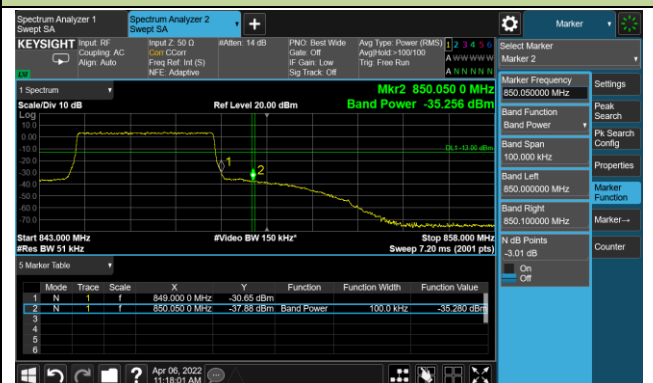 Spectrum Analyzer 1
Swept SA
Spectrum Analyzer 2
Swept SA
Marker
KEYSIGHT
Input: RF
Coupling: AC
Align: Auto
Input Z: 50 Ω
Corr CCorr
Freq Ref: Int (S)
NFE: Adaptive
#Atten: 14 dB
PNO: Best Wide
Gate: Off
IF Gain: Low
Sig Track: Off
Avg Type: Power (RMS)
Avg|Hold:>100/100
Trig: Free Run
1 2 3 4 5 6
A W W W W W
A N N N N N
LXI
1 Spectrum
Scale/Div 10 dB
Log
Ref Level 20.00 dBm
Mkr2 850.050 0 MHz
Band Power -35.256 dBm
10.0
0.00
-10.0
-20.0
-30.0
-40.0
-50.0
-60.0
-70.0
DL1 -13.00 dBm
1
2
Start 843.000 MHz
#Res BW 51 kHz
#Video BW 150 kHz*
Stop 858.000 MHz
Sweep 7.20 ms (2001 pts)
5 Marker Table
Mode Trace Scale X Y Function Function Width Function Value
1 N 1 f 849.000 0 MHz -30.65 dBm
2 N 1 f 850.050 0 MHz -37.88 dBm Band Power 100.0 kHz -35.280 dBm
3
4
5
6
Apr 06, 2022
11:18:01 AM
Select Marker
Marker 2
Marker Frequency
850.050000 MHz
Band Function
Band Power
Band Span
100.000 kHz
Band Left
850.000000 MHz
Band Right
850.100000 MHz
N dB Points
-3.01 dB
On
Off
Settings
Peak
Search
Pk Search
Config
Properties
Marker
Function
Marker→
Counter